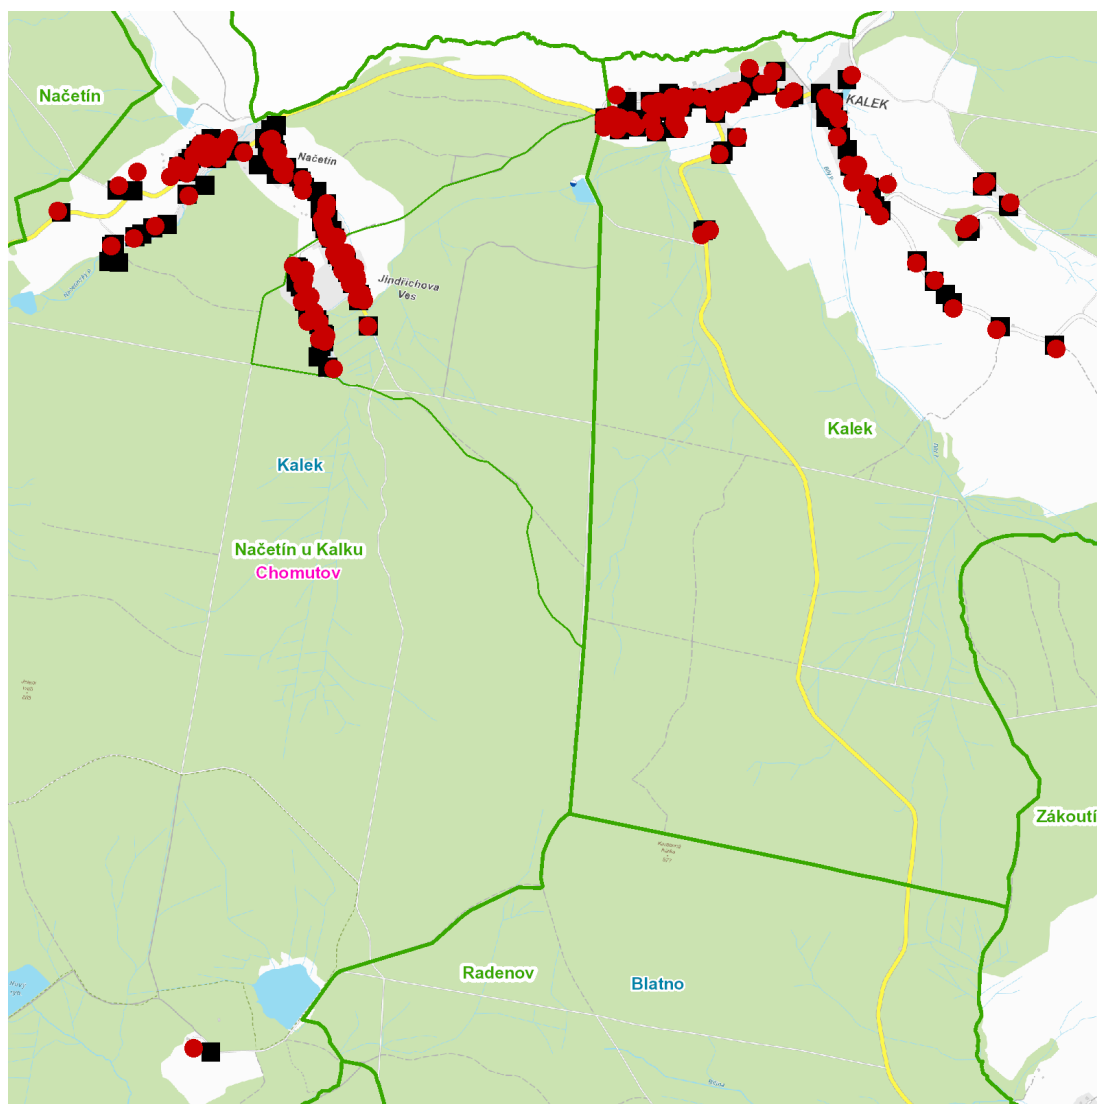 Načetín
KALEK
Načetín
Jindřichova
Ves
Kalek
Kalek
Načetín u Kalku
Chomutov
Zákoutí
Radenov
Blatno